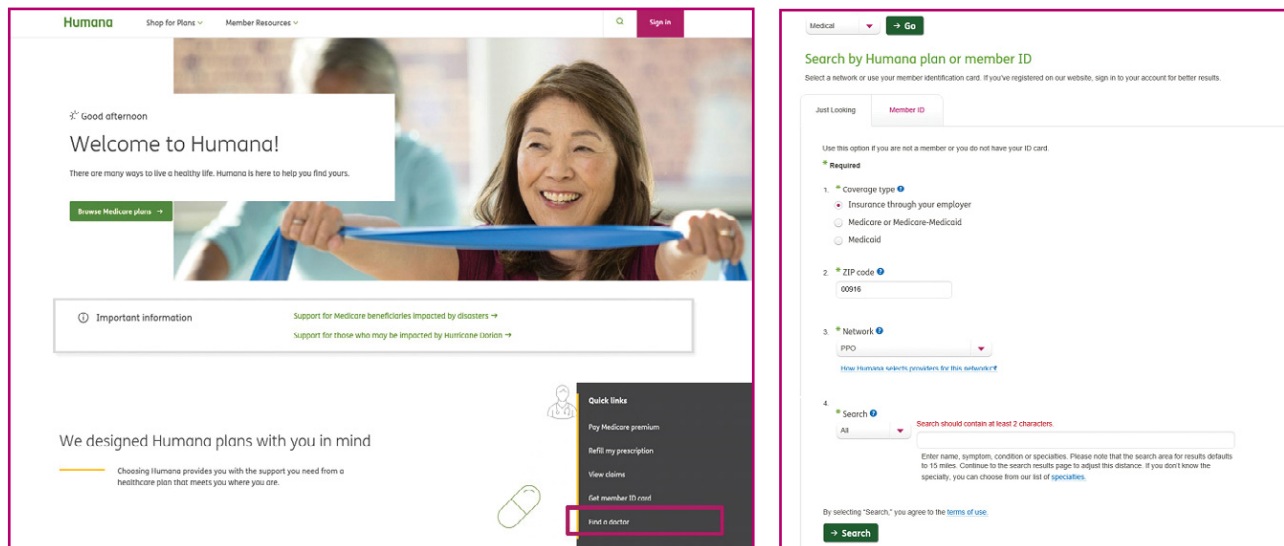 Humana
Shop for Plans
Member Resources
Sign in
Good afternoon
Welcome to Humana!
There are many ways to live a healthy life. Humana is here to help you find yours.
Browse Medicare plans →
Important information
Support for Medicare beneficiaries impacted by disasters →
Support for those who may be impacted by Hurricane Dorian →
We designed Humana plans with you in mind
Choosing Humana provides you with the support you need from a
healthcare plan that meets you where you are.
Quick links
Pay Medicare premium
Refill my prescription
View claims
Get member ID card
Find a doctor
Medical
→ Go
Search by Humana plan or member ID
Select a network or use your member identification card. If you've registered on our website, sign in to your account for better results.
Just Looking
Member ID
Use this option if you are not a member or you do not have your ID card.
* Required
1. * Coverage type ?
Insurance through your employer
Medicare or Medicare-Medicaid
Medicaid
2. * ZIP code ?
00916
3. * Network ?
PPO
How Humana selects providers for this network?
4.
* Search ?
All
Search should contain at least 2 characters.
Enter name, symptom, condition or specialties. Please note that the search area for results defaults
to 15 miles. Continue to the search results page to adjust this distance. If you don't know the
specialty, you can choose from our list of specialties.
By selecting "Search," you agree to the terms of use.
→ Search